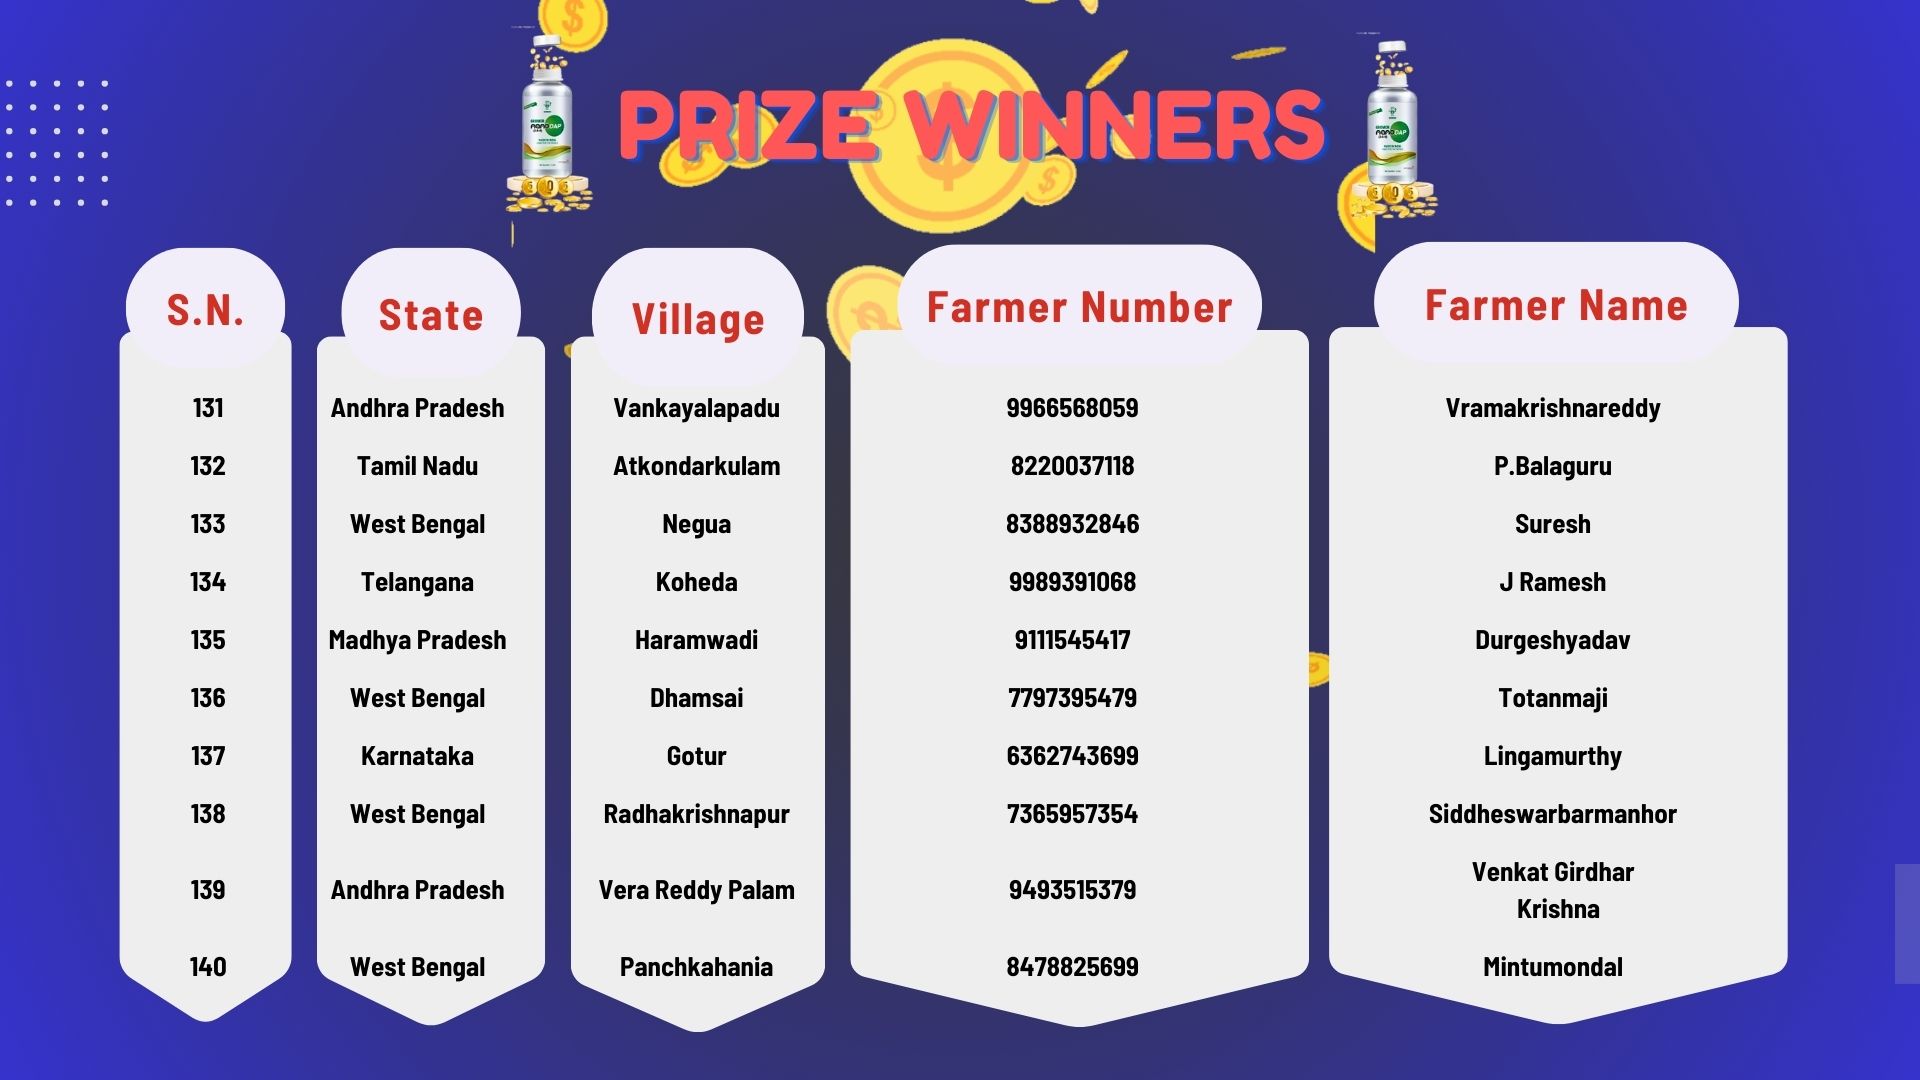 PRIZE WINNERS
S.N. State Village Farmer Number Farmer Name
131 Andhra Pradesh Vankayalapadu 9966568059 Vramakrishnareddy
132 Tamil Nadu Atkondarkulam 8220037118 P.Balaguru
133 West Bengal Negua 8388932846 Suresh
134 Telangana Koheda 9989391068 J Ramesh
135 Madhya Pradesh Haramwadi 9111545417 Durgeshyadav
136 West Bengal Dhamsai 7797395479 Totanmaji
137 Karnataka Gotur 6362743699 Lingamurthy
138 West Bengal Radhakrishnapur 7365957354 Siddheswarbarmanhor
139 Andhra Pradesh Vera Reddy Palam 9493515379 Venkat Girdhar
Krishna
140 West Bengal Panchkahania 8478825699 Mintumondal